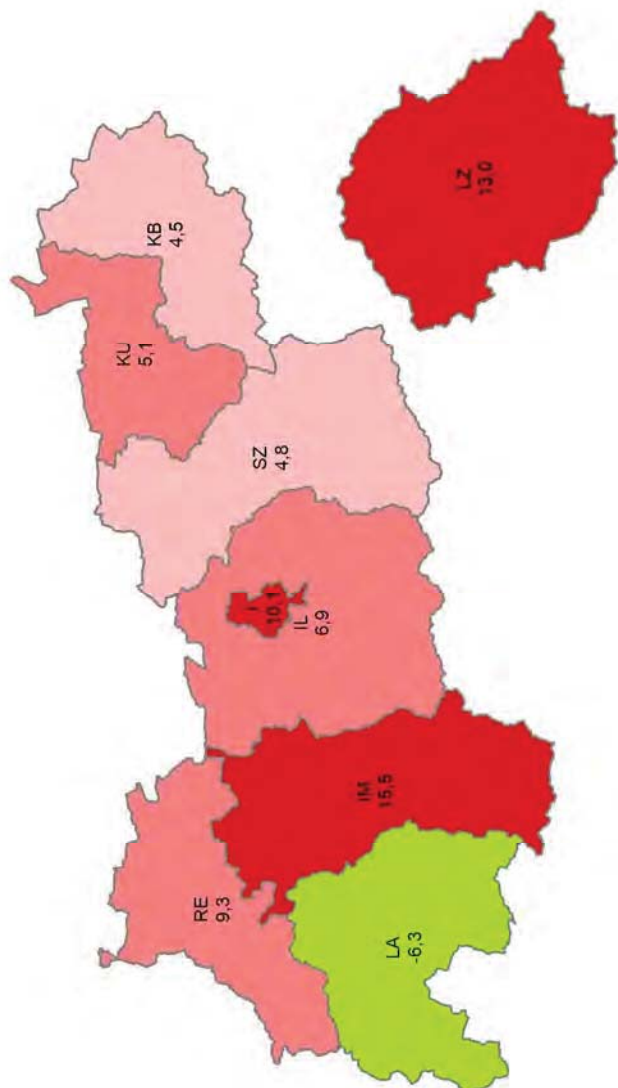 RE
9,3
LA
-6,3
IM
15,5
I
10,1
IL
6,9
SZ
4,8
KU
5,1
KB
4,5
LZ
13,0